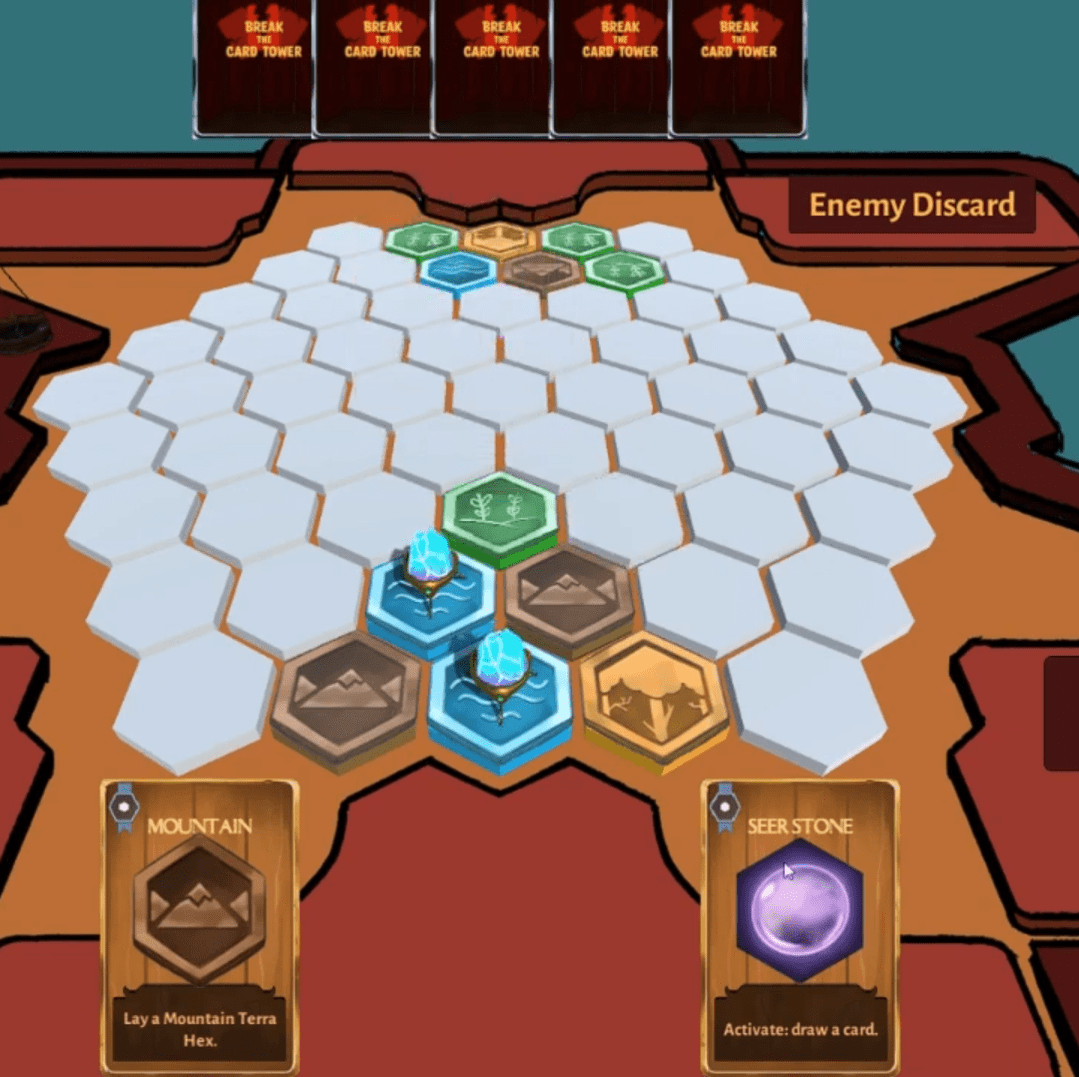 BREAK
THE
CARD TOWER
BREAK
THE
CARD TOWER
BREAK
THE
CARD TOWER
BREAK
THE
CARD TOWER
BREAK
THE
CARD TOWER
Enemy Discard
MOUNTAIN
Lay a Mountain Terra
Hex.
SEER STONE
Activate: draw a card.